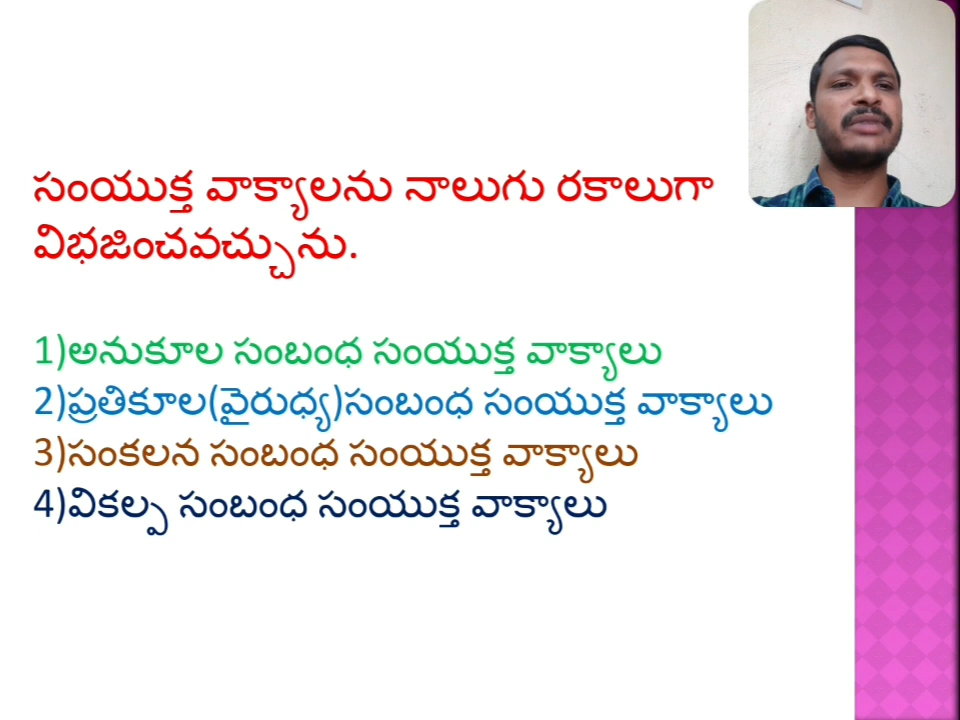 సంయుక్త వాక్యాలను నాలుగు రకాలుగా
విభజించవచ్చును.
1)అనుకూల సంబంధ సంయుక్త వాక్యాలు
2)ప్రతికూల(వైరుధ్య)సంబంధ సంయుక్త వాక్యాలు
3)సంకలన సంబంధ సంయుక్త వాక్యాలు
4)వికల్ప సంబంధ సంయుక్త వాక్యాలు